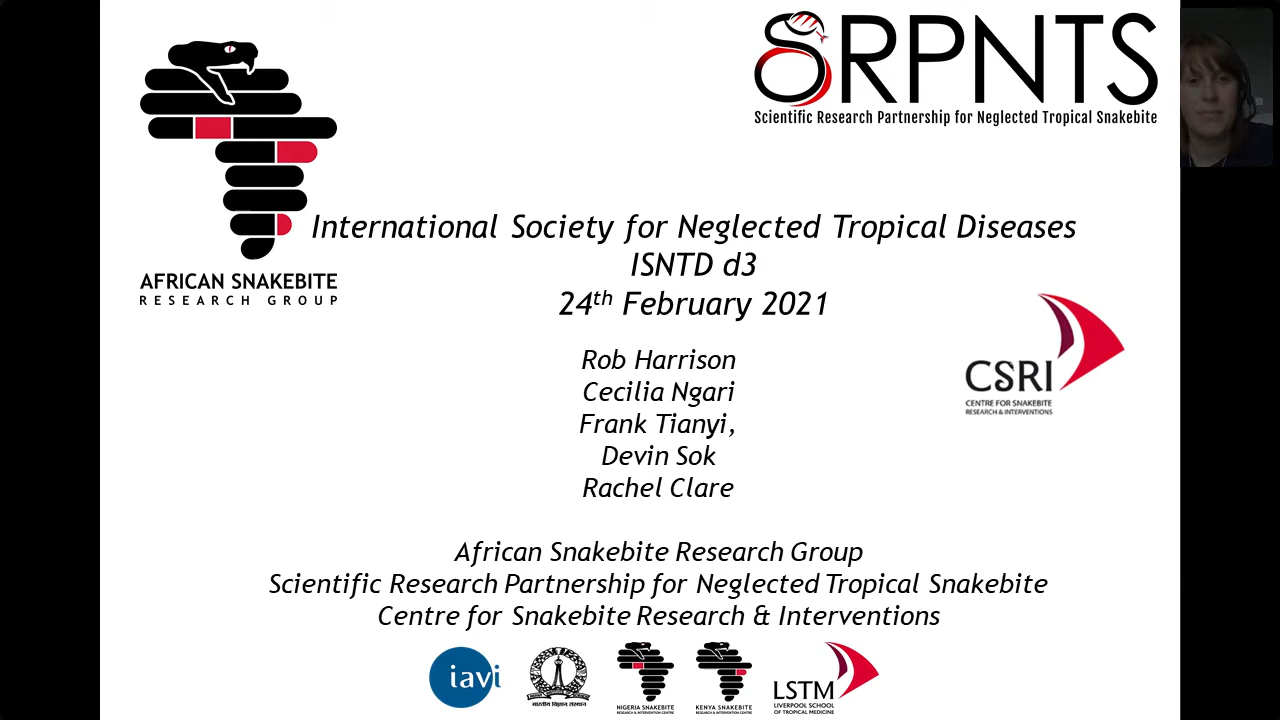 SRPNTS
Scientific Research Partnership for Neglected Tropical Snakebite
AFRICAN SNAKEBITE
RESEARCH GROUP
International Society for Neglected Tropical Diseases
ISNTD d3
24th February 2021
CSRI
CENTRE FOR SNAKEBITE
RESEARCH & INTERVENTIONS
Rob Harrison
Cecilia Ngari
Frank Tianyi,
Devin Sok
Rachel Clare
African Snakebite Research Group
Scientific Research Partnership for Neglected Tropical Snakebite
Centre for Snakebite Research & Interventions
iavi
भारतीय विज्ञान संस्थान
NIGERIA SNAKEBITE
RESEARCH & INTERVENTION CENTRE
KENYA SNAKEBITE
RESEARCH & INTERVENTION CENTRE
LSTM
LIVERPOOL SCHOOL
OF TROPICAL MEDICINE